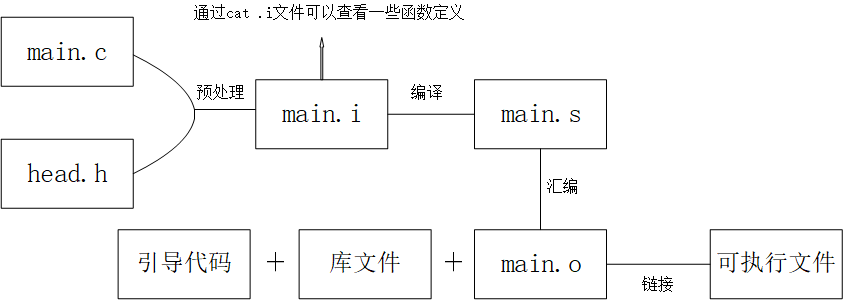 通过cat .i文件可以查看一些函数定义
main.c
预处理
main.i
编译
main.s
head.h
汇编
引导代码 + 库文件 + main.o
链接
可执行文件